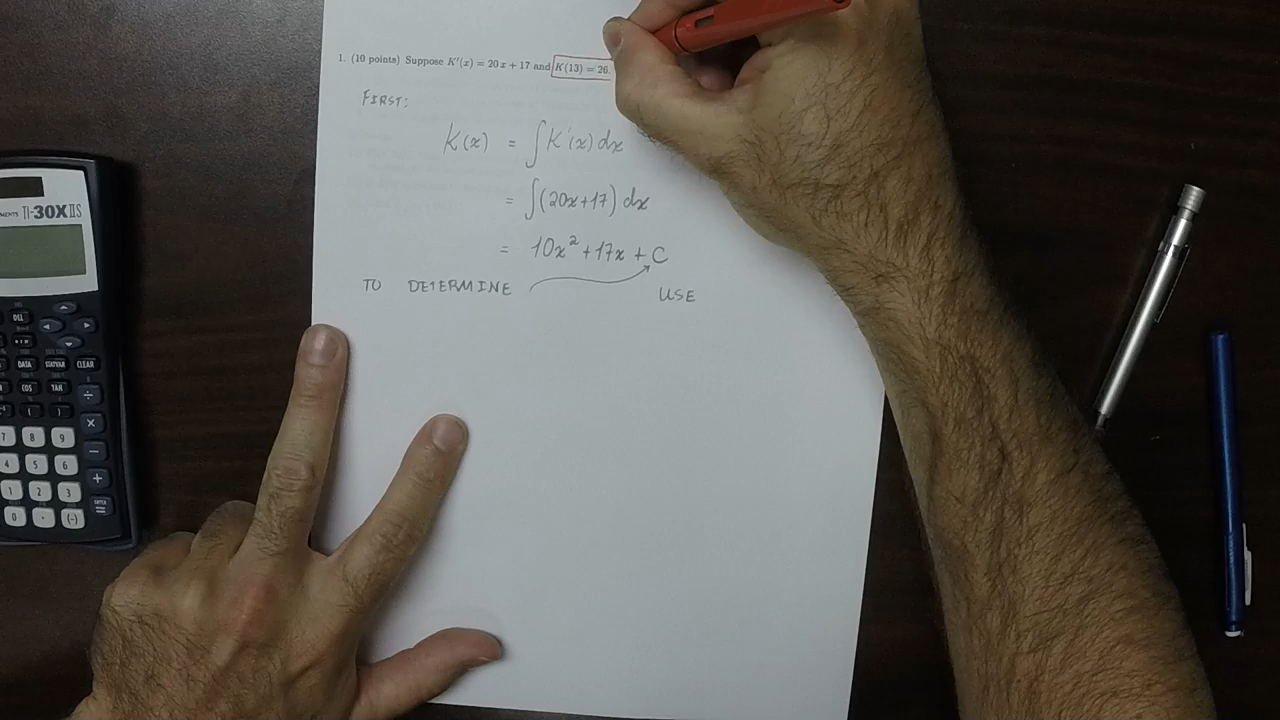 1. (10 points) Suppose K'(x) = 20x + 17 and K(13) = 26.
FIRST:
K(x) = ∫K'(x) dx
= ∫(20x+17) dx
= 10x² + 17x + C
TO DETERMINE USE
TI-30X IIS
DEL
DATA STATVAR CLEAR
COS TAN ÷
( ) ×
7 8 9 −
4 5 6 +
1 2 3
0 . (-) =